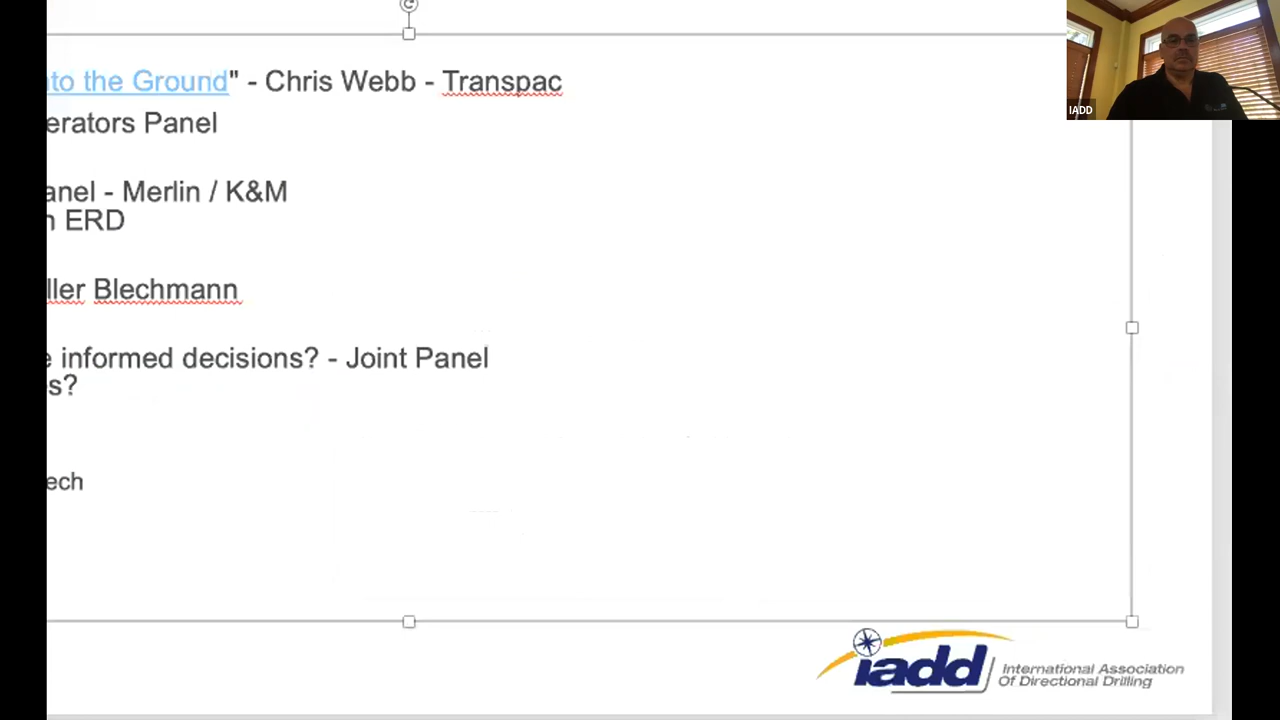 to the Ground" - Chris Webb - Transpac
IADD
erators Panel
anel - Merlin / K&M
ERD
ller Blechmann
informed decisions? - Joint Panel
s?
ech
iadd
International Association
Of Directional Drilling